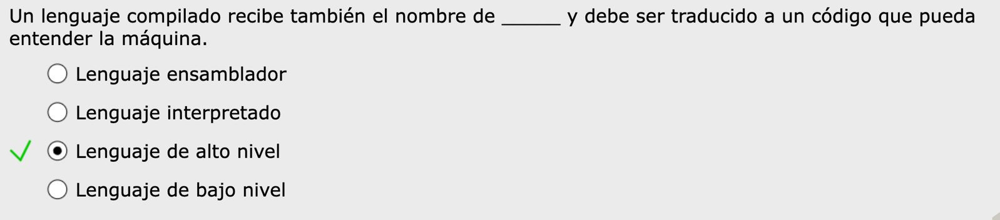 Un lenguaje compilado recibe también el nombre de ______ y debe ser traducido a un código que pueda
entender la máquina.
Lenguaje ensamblador
Lenguaje interpretado
Lenguaje de alto nivel
Lenguaje de bajo nivel